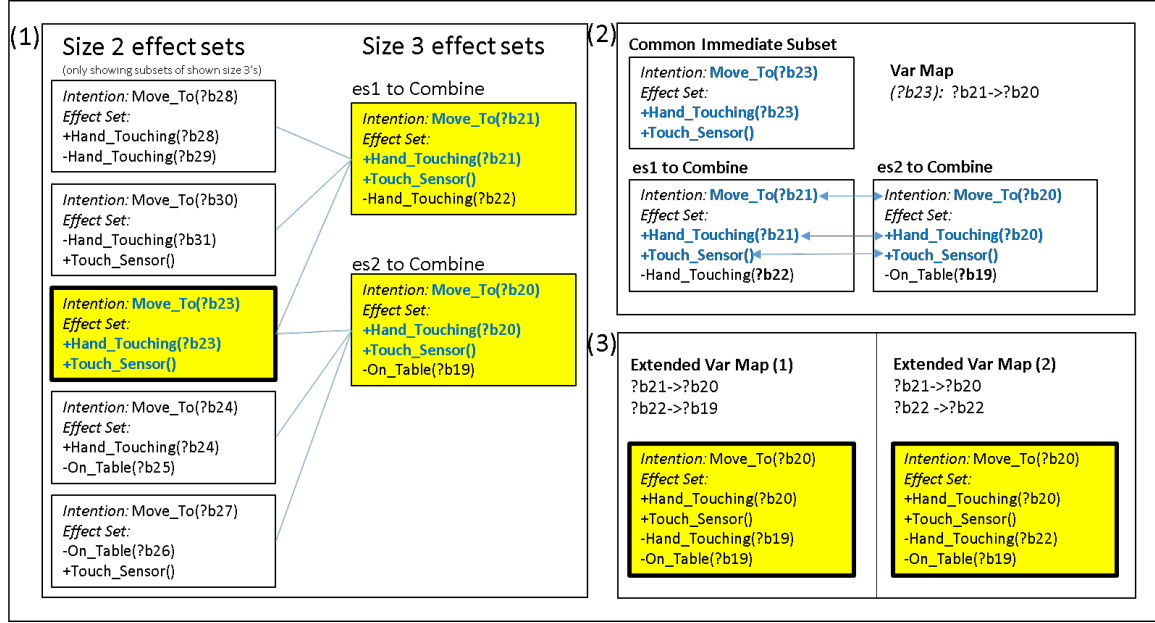 (1)
Size 2 effect sets
(only showing subsets of shown size 3's)
Intention: Move_To(?b28)
Effect Set:
+Hand_Touching(?b28)
-Hand_Touching(?b29)
Intention: Move_To(?b30)
Effect Set:
-Hand_Touching(?b31)
+Touch_Sensor()
Intention: Move_To(?b23)
Effect Set:
+Hand_Touching(?b23)
+Touch_Sensor()
Intention: Move_To(?b24)
Effect Set:
+Hand_Touching(?b24)
-On_Table(?b25)
Intention: Move_To(?b27)
Effect Set:
-On_Table(?b26)
+Touch_Sensor()
Size 3 effect sets
es1 to Combine
Intention: Move_To(?b21)
Effect Set:
+Hand_Touching(?b21)
+Touch_Sensor()
-Hand_Touching(?b22)
es2 to Combine
Intention: Move_To(?b20)
Effect Set:
+Hand_Touching(?b20)
+Touch_Sensor()
-On_Table(?b19)
(2)
Common Immediate Subset
Intention: Move_To(?b23)
Effect Set:
+Hand_Touching(?b23)
+Touch_Sensor()
Var Map
(?b23): ?b21->?b20
es1 to Combine
Intention: Move_To(?b21)
Effect Set:
+Hand_Touching(?b21)
+Touch_Sensor()
-Hand_Touching(?b22)
es2 to Combine
Intention: Move_To(?b20)
Effect Set:
+Hand_Touching(?b20)
+Touch_Sensor()
-On_Table(?b19)
(3)
Extended Var Map (1)
?b21->?b20
?b22->?b19
Intention: Move_To(?b20)
Effect Set:
+Hand_Touching(?b20)
+Touch_Sensor()
-Hand_Touching(?b19)
-On_Table(?b19)
Extended Var Map (2)
?b21->?b20
?b22 ->?b22
Intention: Move_To(?b20)
Effect Set:
+Hand_Touching(?b20)
+Touch_Sensor()
-Hand_Touching(?b22)
-On_Table(?b19)